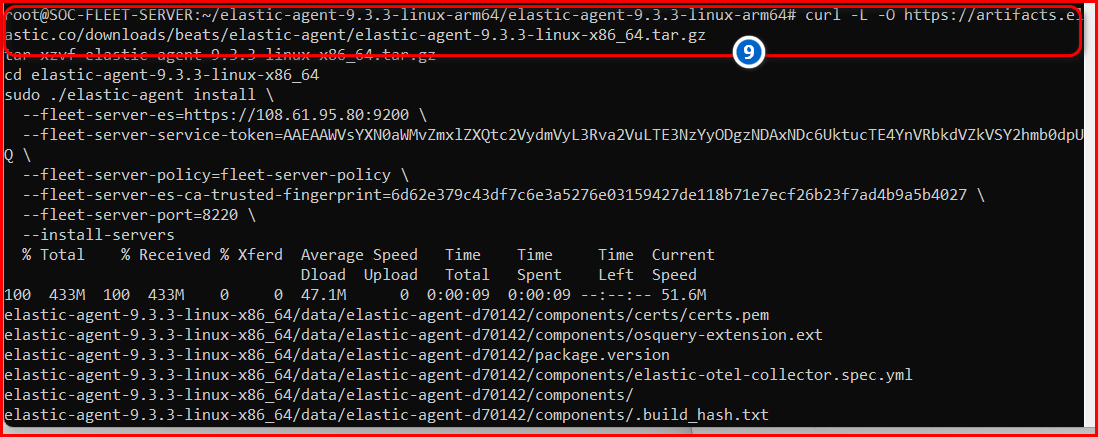 root@SOC-FLEET-SERVER:~/elastic-agent-9.3.3-linux-arm64/elastic-agent-9.3.3-linux-arm64# curl -L -O https://artifacts.el
astic.co/downloads/beats/elastic-agent/elastic-agent-9.3.3-linux-x86_64.tar.gz
9
tar xzvf elastic-agent-9.3.3-linux-x86_64.tar.gz
cd elastic-agent-9.3.3-linux-x86_64
sudo ./elastic-agent install \
--fleet-server-es=https://108.61.95.80:9200 \
--fleet-server-service-token=AAEAAWVsYXN0aWMvZmxlZXQtc2VydmVyL3Rva2VuLTE3NzYyODgzNDAxNDc6UktucTE4YnVRbkdVZkVSY2hmb0dpU
Q \
--fleet-server-policy=fleet-server-policy \
--fleet-server-es-ca-trusted-fingerprint=6d62e379c43df7c6e3a5276e03159427de118b71e7ecf26b23f7ad4b9a5b4027 \
--fleet-server-port=8220 \
--install-servers
% Total % Received % Xferd Average Speed Time Time Time Current
Dload Upload Total Spent Left Speed
100 433M 100 433M 0 0 47.1M 0 0:00:09 0:00:09 --:--:-- 51.6M
elastic-agent-9.3.3-linux-x86_64/data/elastic-agent-d70142/components/certs/certs.pem
elastic-agent-9.3.3-linux-x86_64/data/elastic-agent-d70142/components/osquery-extension.ext
elastic-agent-9.3.3-linux-x86_64/data/elastic-agent-d70142/package.version
elastic-agent-9.3.3-linux-x86_64/data/elastic-agent-d70142/components/elastic-otel-collector.spec.yml
elastic-agent-9.3.3-linux-x86_64/data/elastic-agent-d70142/components/
elastic-agent-9.3.3-linux-x86_64/data/elastic-agent-d70142/components/.build_hash.txt